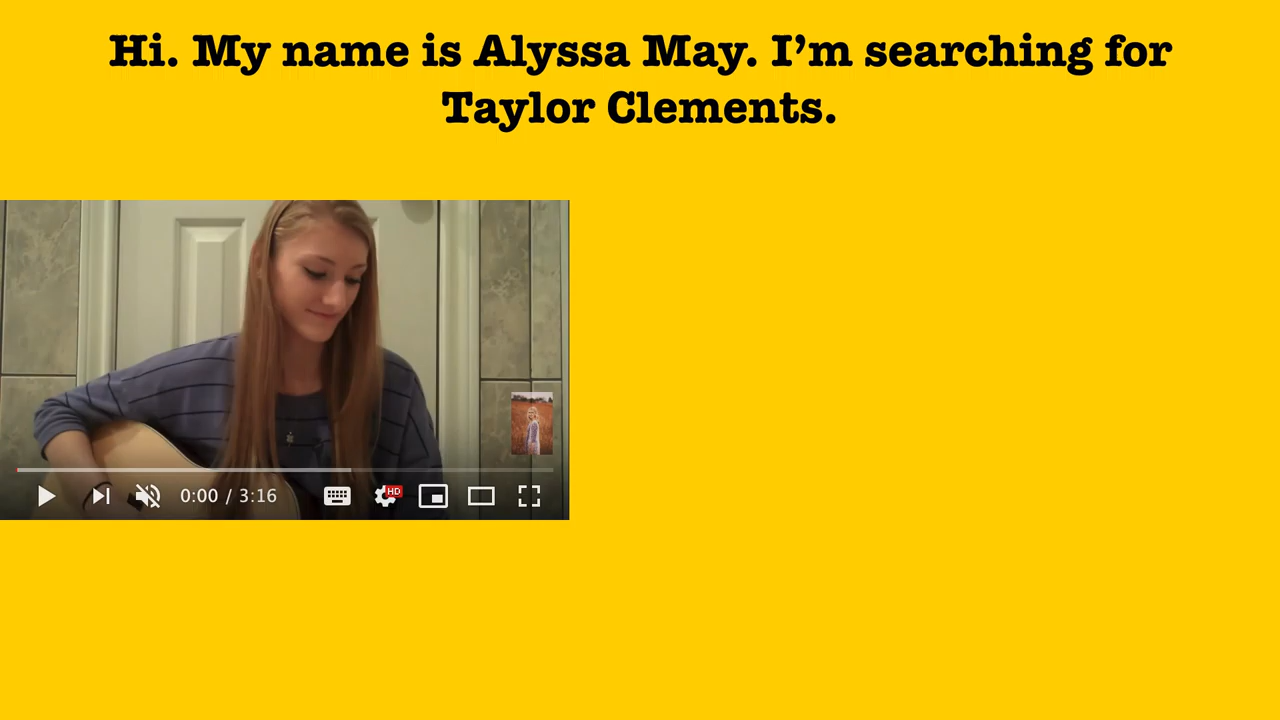 Hi. My name is Alyssa May. I’m searching for
Taylor Clements.
HD
0:00 / 3:16